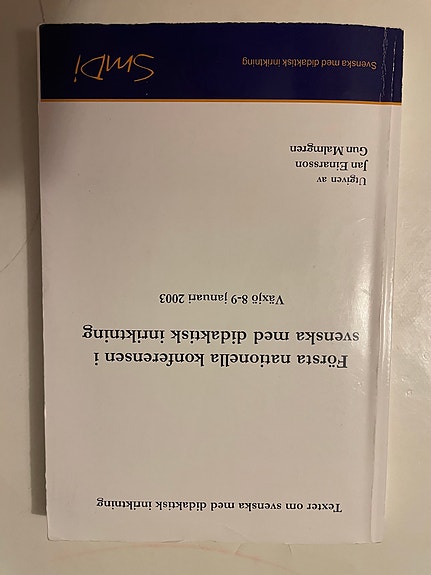 Texter om svenska med didaktisk inriktning
Första nationella konferensen i
svenska med didaktisk inriktning
Växjö 8-9 januari 2003
Utgiven av
Jan Einarsson
Gun Malmgren
Svenska med didaktisk inriktning
SmDi